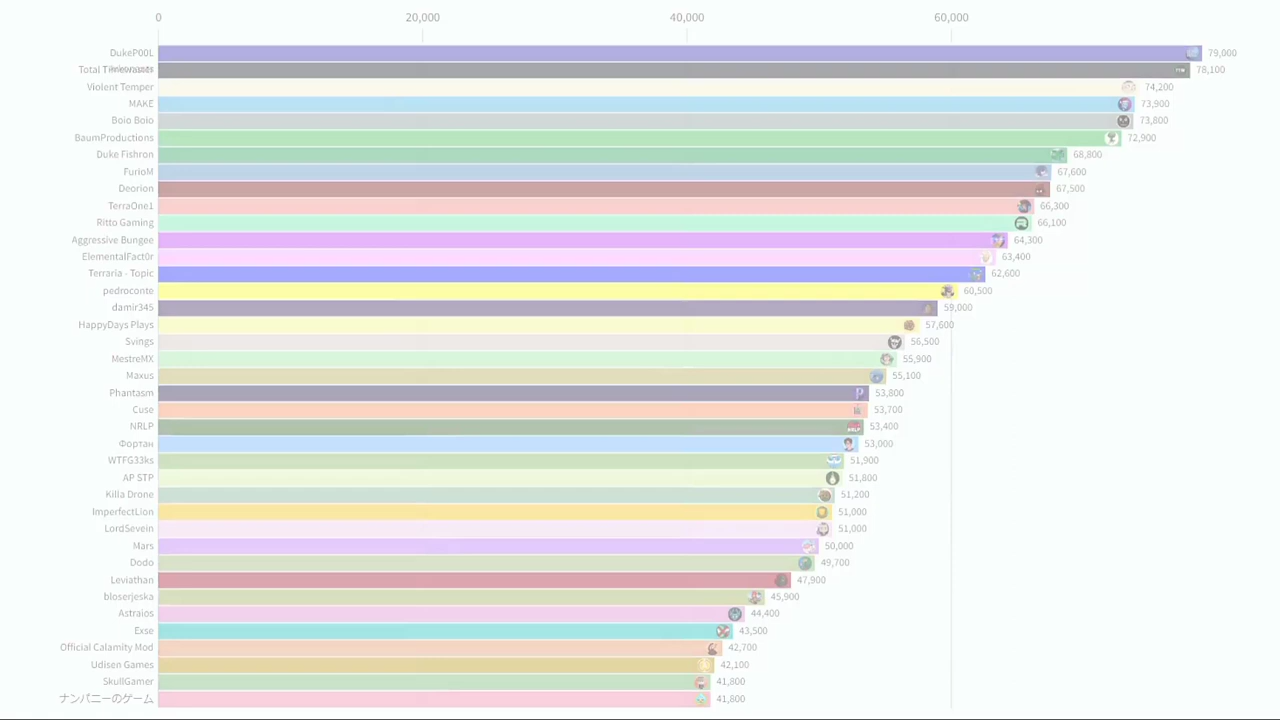 0 20,000 40,000 60,000
DukeP00L 79,000
Total 78,100
Violent Temper 74,200
MAKE 73,900
Boio Boio 73,800
BaumProductions 72,900
Duke Fishron 68,800
FurioM 67,600
Deorion 67,500
TerraOne1 66,300
Ritto Gaming 66,100
Aggressive Bungee 64,300
ElementalFact0r 63,400
Terraria - Topic 62,600
pedroconte 60,500
damir345 59,000
HappyDays Plays 57,600
Svings 56,500
MestreMX 55,900
Maxus 55,100
Phantasm 53,800
Cuse 53,700
NRLP 53,400
Фортан 53,000
WTFG33ks 51,900
AP STP 51,800
Killa Drone 51,200
ImperfectLion 51,000
LordSevein 51,000
Mars 50,000
Dodo 49,700
Leviathan 47,900
bloserjeska 45,900
Astraios 44,400
Exse 43,500
Official Calamity Mod 42,700
Udisen Games 42,100
SkullGamer 41,800
ナンパニーのゲーム 41,800